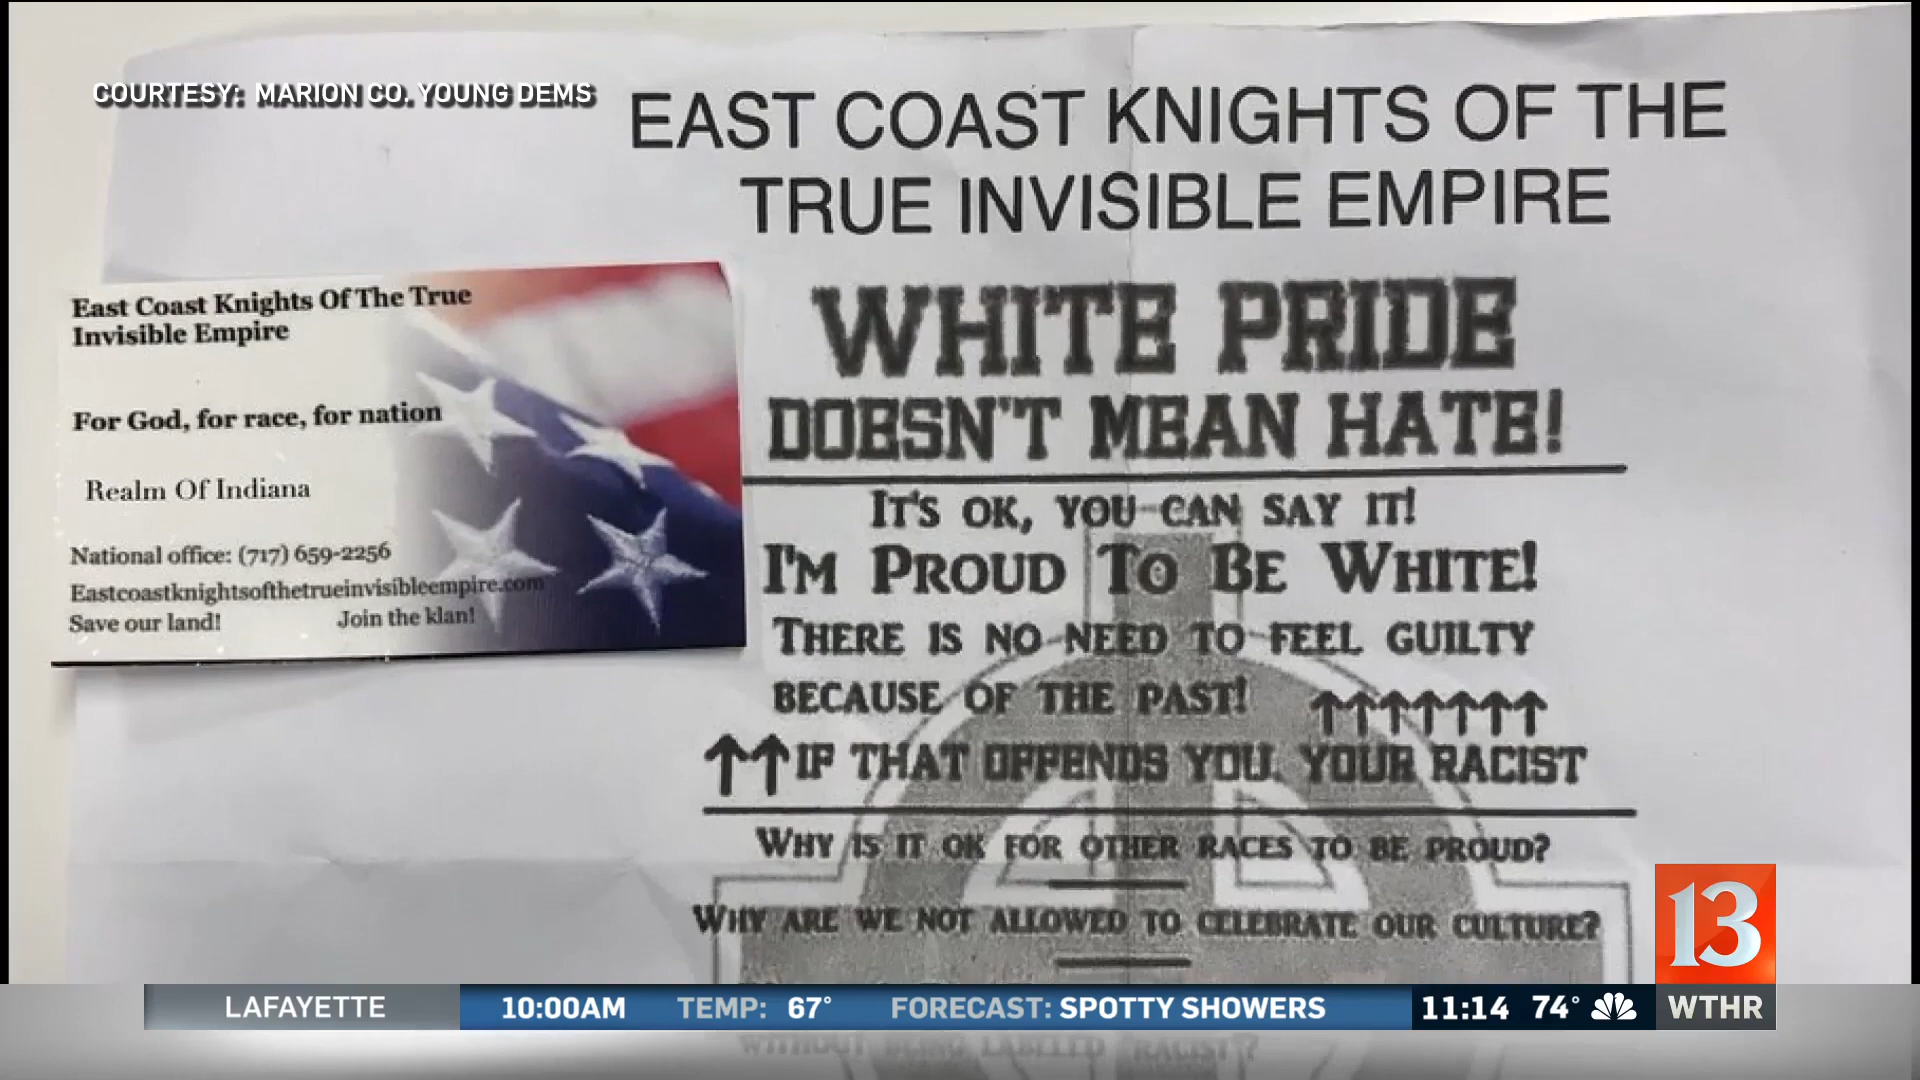 COURTESY: MARION CO. YOUNG DEMS
EAST COAST KNIGHTS OF THE
TRUE INVISIBLE EMPIRE
East Coast Knights Of The True
Invisible Empire
For God, for race, for nation
Realm Of Indiana
National office: (717) 659-2256
Eastcoastknightsofthetrueinvisibleempire.com
Save our land! Join the klan!
WHITE PRIDE
DOESN'T MEAN HATE!
IT'S OK, YOU CAN SAY IT!
I'M PROUD TO BE WHITE!
THERE IS NO NEED TO FEEL GUILTY
BECAUSE OF THE PAST! ↑↑↑↑↑↑↑
↑↑IF THAT OFFENDS YOU. YOUR RACIST
WHY IS IT OK FOR OTHER RACES TO BE PROUD?
WHY ARE WE NOT ALLOWED TO CELEBRATE OUR CULTURE?
WITHOUT BEING LABELED RACIST?
13
LAFAYETTE 10:00AM TEMP: 67° FORECAST: SPOTTY SHOWERS 11:14 74° WTHR